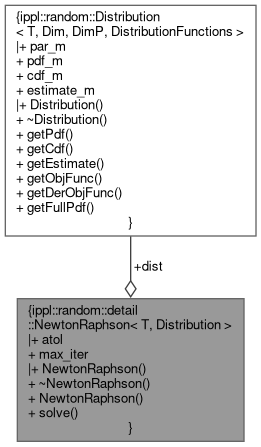 {ippl::random::Distribution
< T, Dim, DimP, DistributionFunctions >
|+ par_m
+ pdf_m
+ cdf_m
+ estimate_m
|+ Distribution()
+ ~Distribution()
+ getPdf()
+ getCdf()
+ getEstimate()
+ getObjFunc()
+ getDerObjFunc()
+ getFullPdf()
}
+dist
{ippl::random::detail
::NewtonRaphson< T, Distribution >
|+ atol
+ max_iter
|+ NewtonRaphson()
+ ~NewtonRaphson()
+ NewtonRaphson()
+ solve()
}